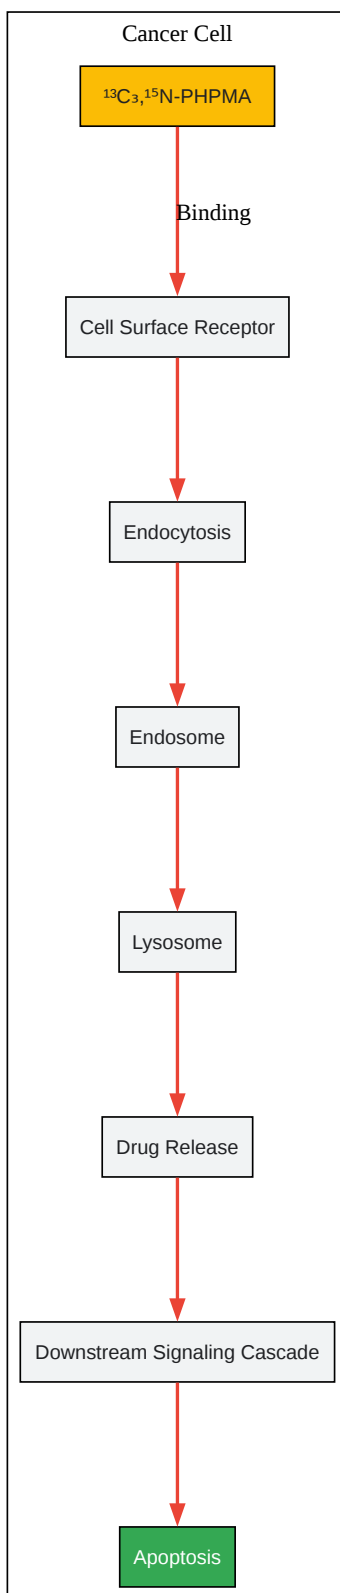 Cancer Cell
¹³C₃,¹⁵N-PHPMA
Binding
Cell Surface Receptor
Endocytosis
Endosome
Lysosome
Drug Release
Downstream Signaling Cascade
Apoptosis